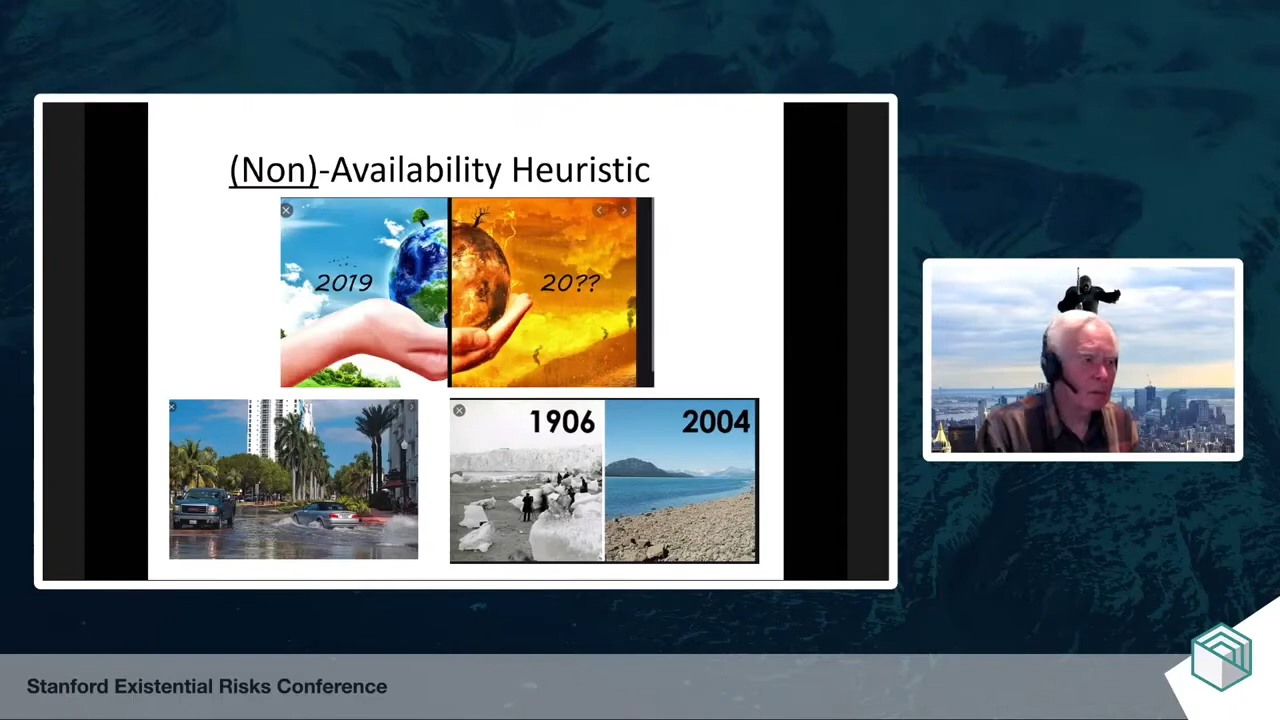 (Non)-Availability Heuristic
2019
20??
1906
2004
Stanford Existential Risks Conference